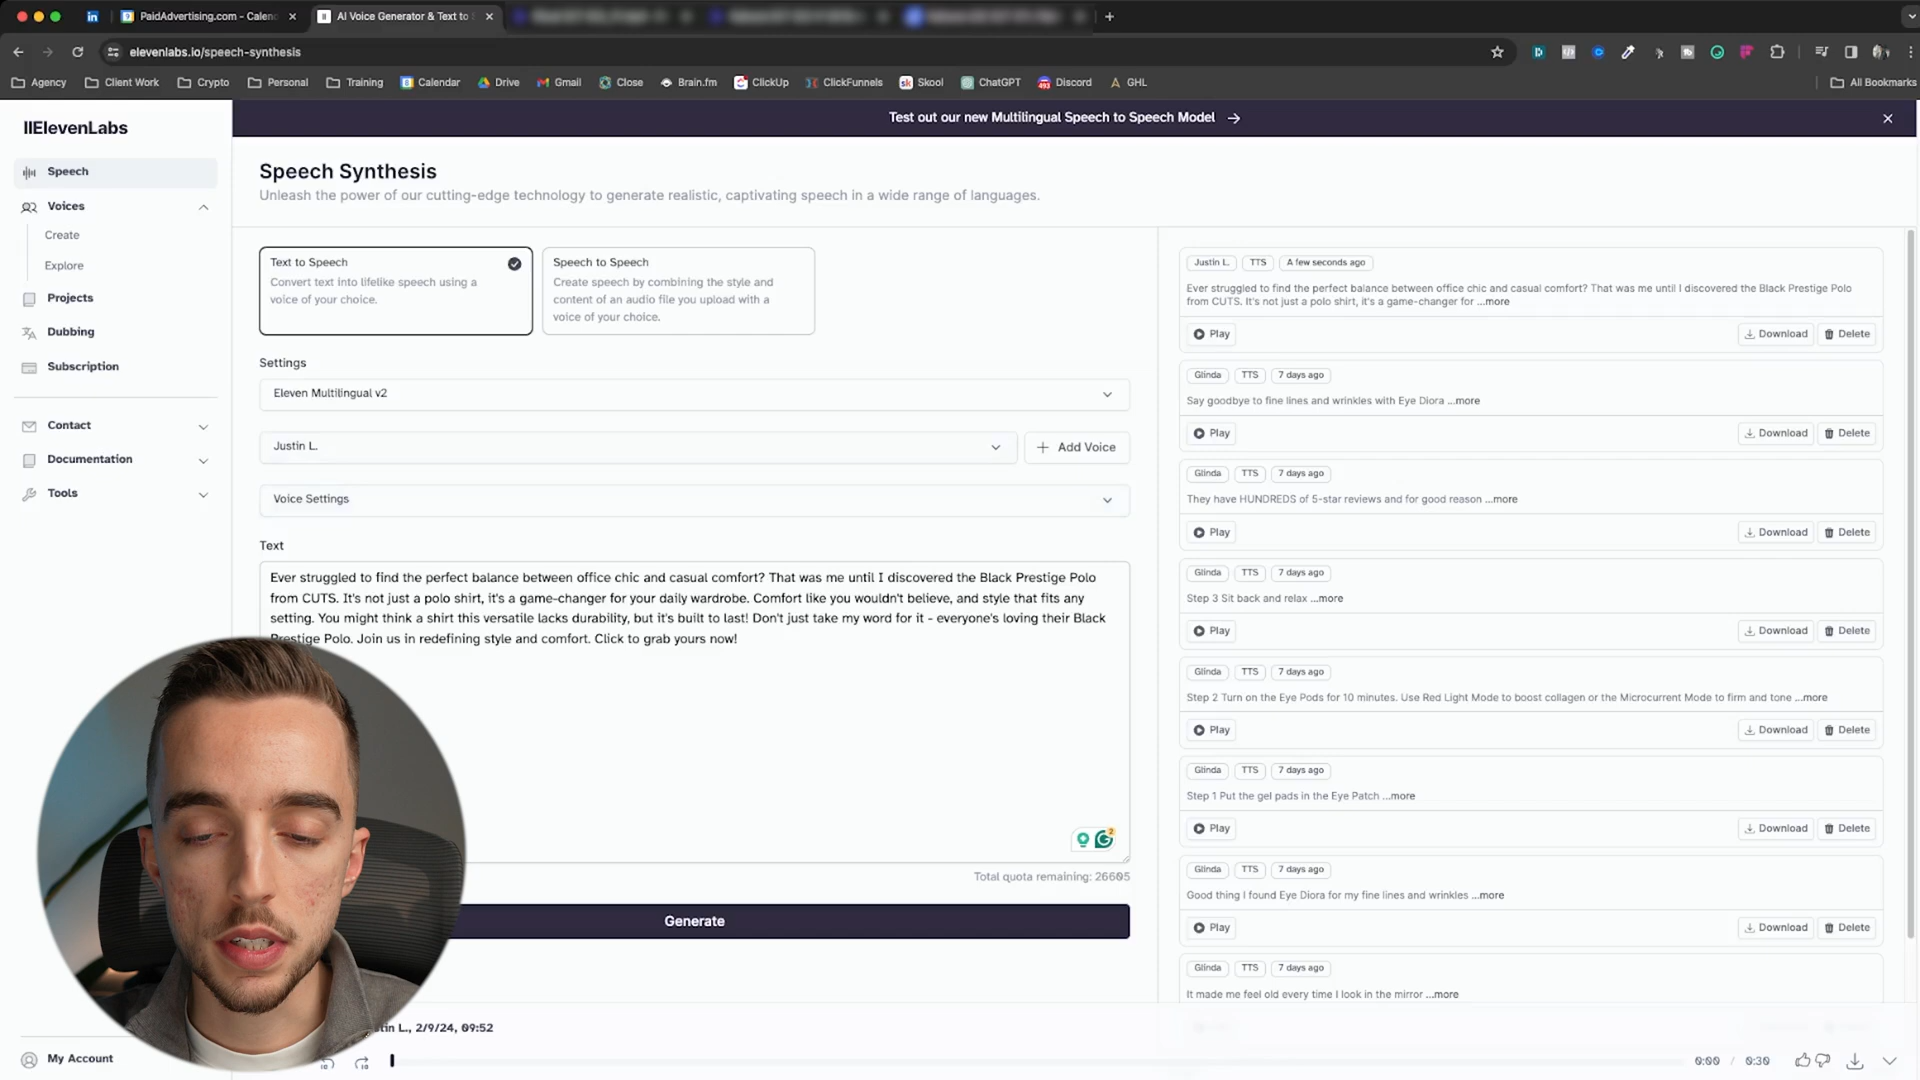 PaidAdvertising.com - Calend
AI Voice Generator & Text to
elevenlabs.io/speech-synthesis
Agency
Client Work
Crypto
Personal
Training
Calendar
Drive
Gmail
Close
Brain.fm
ClickUp
ClickFunnels
Skool
ChatGPT
Discord
GHL
All Bookmarks
IIElevenLabs
Speech
Voices
Create
Explore
Projects
Dubbing
Subscription
Contact
Documentation
Tools
My Account
Test out our new Multilingual Speech to Speech Model
Speech Synthesis
Unleash the power of our cutting-edge technology to generate realistic, captivating speech in a wide range of languages.
Text to Speech
Convert text into lifelike speech using a
voice of your choice.
Speech to Speech
Create speech by combining the style and
content of an audio file you upload with a
voice of your choice.
Settings
Eleven Multilingual v2
Justin L.
Add Voice
Voice Settings
Text
Ever struggled to find the perfect balance between office chic and casual comfort? That was me until I discovered the Black Prestige Polo
from CUTS. It's not just a polo shirt, it's a game-changer for your daily wardrobe. Comfort like you wouldn't believe, and style that fits any
setting. You might think a shirt this versatile lacks durability, but it's built to last! Don't just take my word for it - everyone's loving their Black
Prestige Polo. Join us in redefining style and comfort. Click to grab yours now!
2
Total quota remaining: 26605
Generate
Justin L. TTS A few seconds ago
Ever struggled to find the perfect balance between office chic and casual comfort? That was me until I discovered the Black Prestige Polo
from CUTS. It's not just a polo shirt, it's a game-changer for ...more
Play Download Delete
Glinda TTS 7 days ago
Say goodbye to fine lines and wrinkles with Eye Diora ...more
Play Download Delete
Glinda TTS 7 days ago
They have HUNDREDS of 5-star reviews and for good reason ...more
Play Download Delete
Glinda TTS 7 days ago
Step 3 Sit back and relax ...more
Play Download Delete
Glinda TTS 7 days ago
Step 2 Turn on the Eye Pods for 10 minutes. Use Red Light Mode to boost collagen or the Microcurrent Mode to firm and tone ...more
Play Download Delete
Glinda TTS 7 days ago
Step 1 Put the gel pads in the Eye Patch ...more
Play Download Delete
Glinda TTS 7 days ago
Good thing I found Eye Diora for my fine lines and wrinkles ...more
Play Download Delete
Glinda TTS 7 days ago
It made me feel old every time I look in the mirror ...more
tin L., 2/9/24, 09:52
10
10
0:00 / 0:30